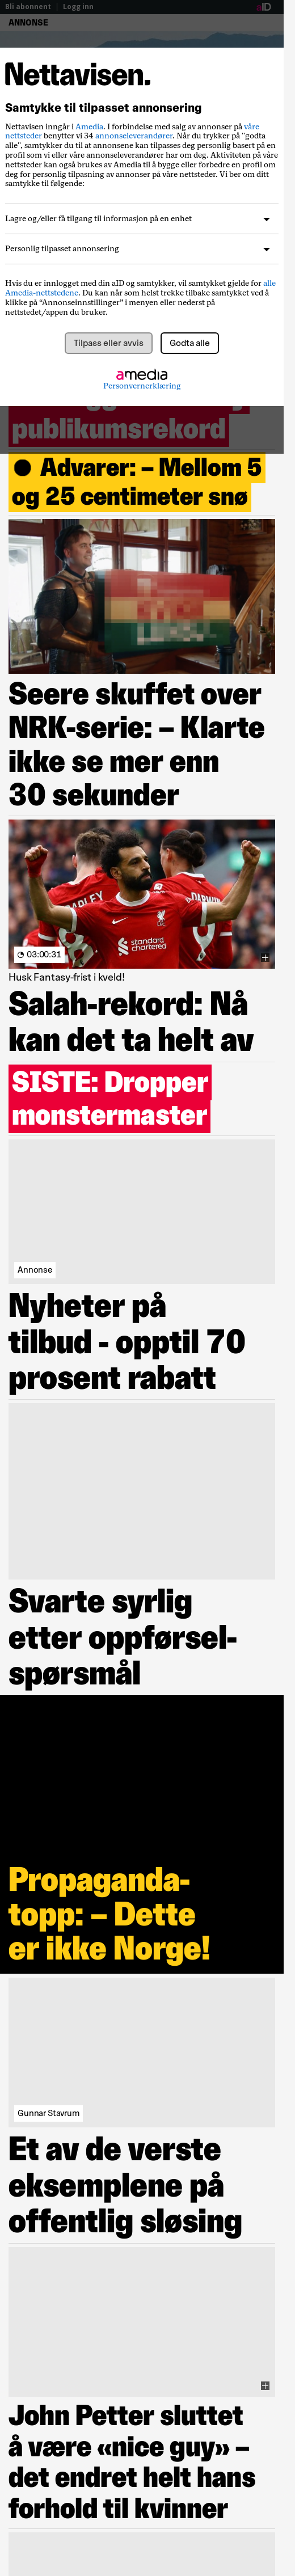 Bli abonnent | Logg inn
aID
ANNONSE
Nettavisen.
Samtykke til tilpasset annonsering
Nettavisen inngår i Amedia. I forbindelse med salg av annonser på våre
nettsteder benytter vi 34 annonseleverandører. Når du trykker på "godta
alle", samtykker du til at annonsene kan tilpasses deg personlig basert på en
profil som vi eller våre annonseleverandører har om deg. Aktiviteten på våre
nettsteder kan også brukes av Amedia til å bygge eller forbedre en profil om
deg for personlig tilpasning av annonser på våre nettsteder. Vi ber om ditt
samtykke til følgende:
Lagre og/eller få tilgang til informasjon på en enhet
Personlig tilpasset annonsering
Hvis du er innlogget med din aID og samtykker, vil samtykket gjelde for alle
Amedia-nettstedene. Du kan når som helst trekke tilbake samtykket ved å
klikke på “Annonseinnstillinger” i menyen eller nederst på
nettstedet/appen du bruker.
Tilpass eller avvis
Godta alle
amedia
Personvernerklæring
publikumsrekord
Advarer: – Mellom 5
og 25 centimeter snø
Seere skuffet over
NRK-serie: – Klarte
ikke se mer enn
30 sekunder
03:00:31
Husk Fantasy-frist i kveld!
Salah-rekord: Nå
kan det ta helt av
SISTE: Dropper
monstermaster
Annonse
Nyheter på
tilbud - opptil 70
prosent rabatt
Svarte syrlig
etter oppførsel-
spørsmål
Propaganda-
topp: – Dette
er ikke Norge!
Gunnar Stavrum
Et av de verste
eksemplene på
offentlig sløsing
John Petter sluttet
å være «nice guy» –
det endret helt hans
forhold til kvinner